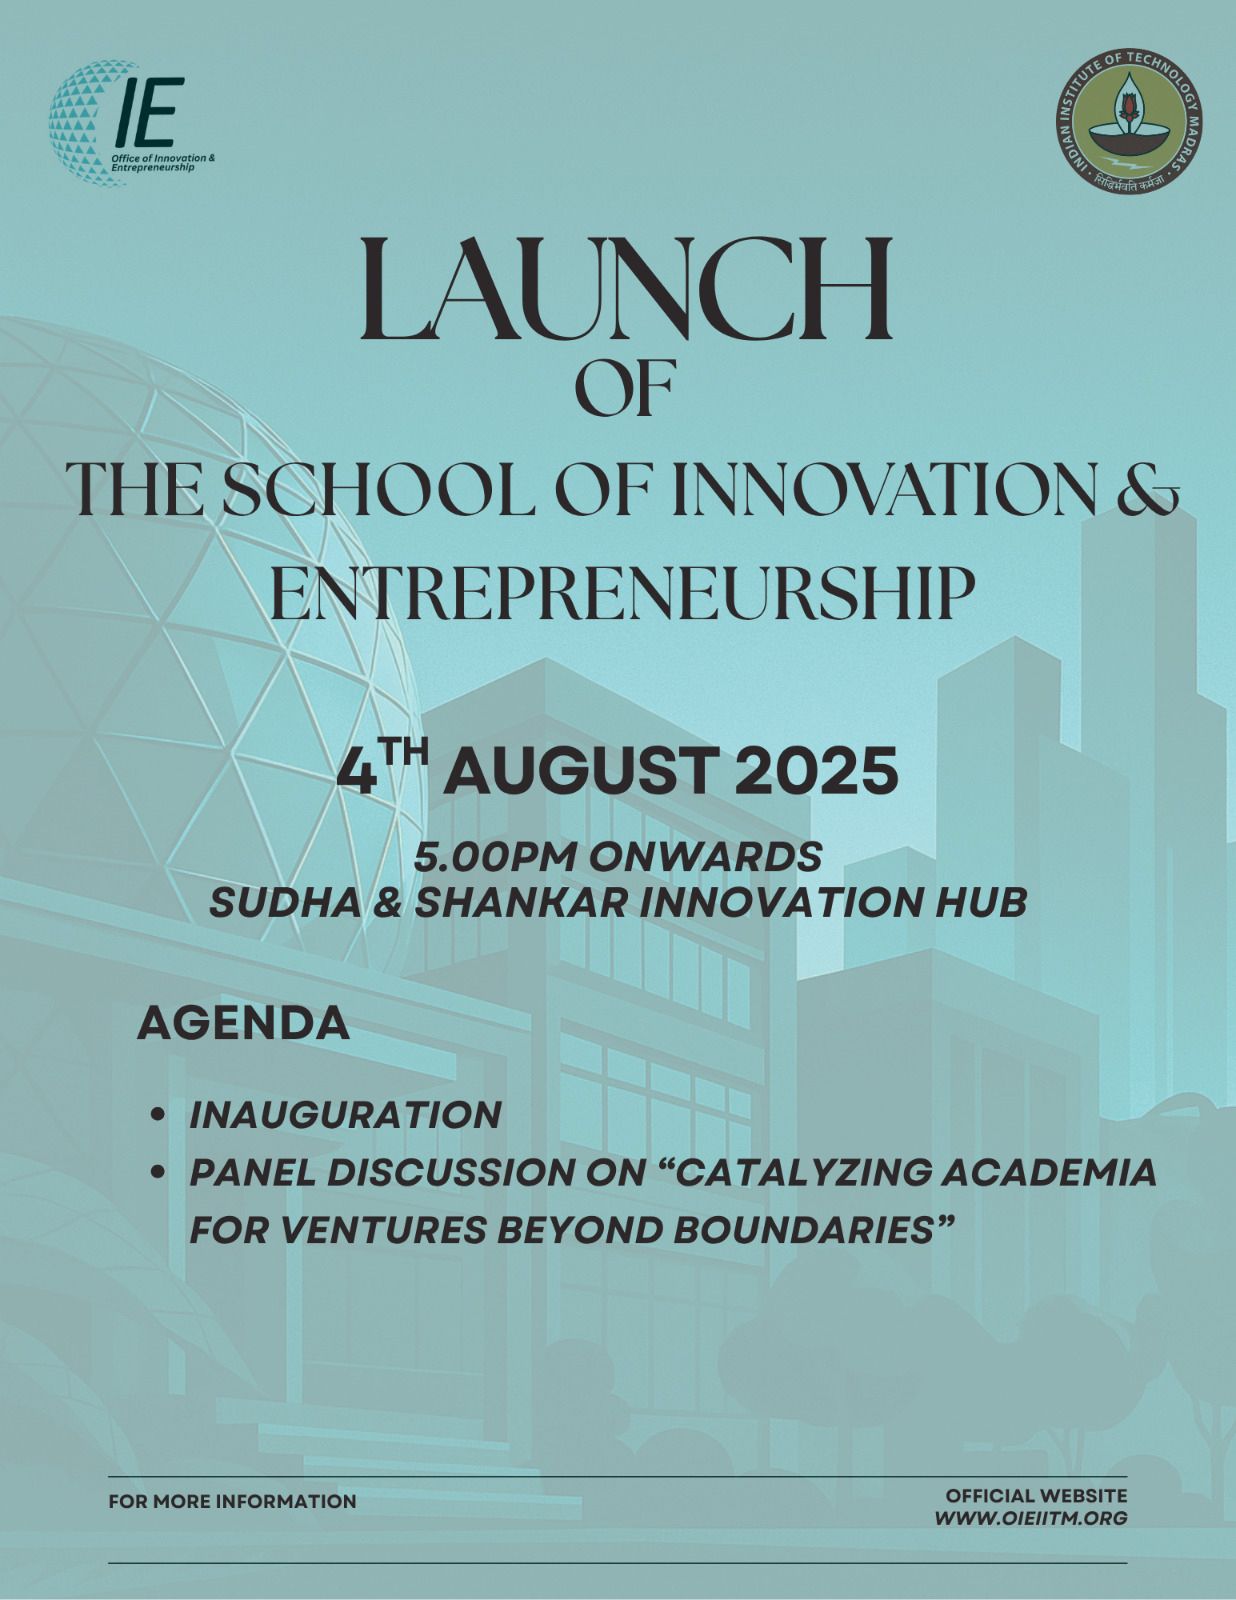 IE
Office of Innovation &
Entrepreneurship
INDIAN INSTITUTE OF TECHNOLOGY MADRAS
सिद्धिर्भवति कर्मजा
LAUNCH
OF
THE SCHOOL OF INNOVATION &
ENTREPRENEURSHIP
4TH AUGUST 2025
5.00PM ONWARDS
SUDHA & SHANKAR INNOVATION HUB
AGENDA
• INAUGURATION
• PANEL DISCUSSION ON “CATALYZING ACADEMIA
FOR VENTURES BEYOND BOUNDARIES”
FOR MORE INFORMATION
OFFICIAL WEBSITE
WWW.OIEIITM.ORG